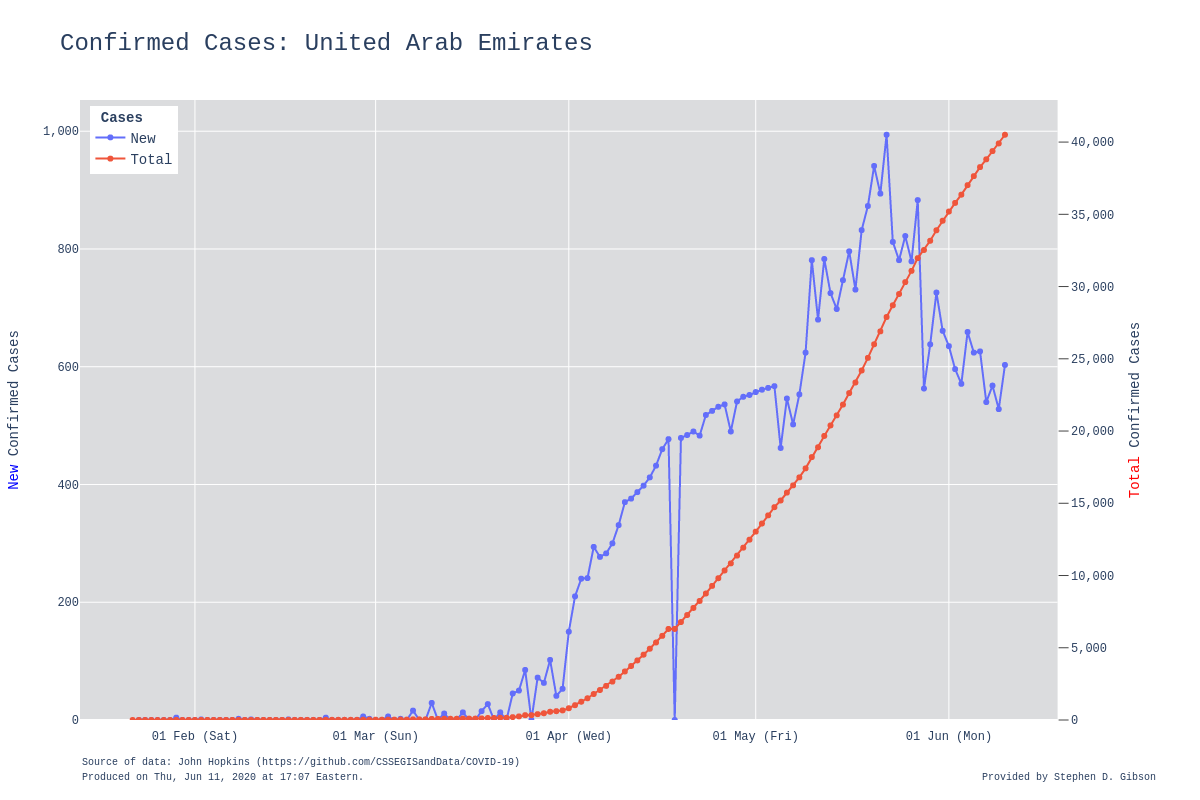 Confirmed Cases: United Arab Emirates
Cases
New
Total
1,000
800
600
400
200
0
New Confirmed Cases
40,000
35,000
30,000
25,000
20,000
15,000
10,000
5,000
0
Total Confirmed Cases
01 Feb (Sat)
01 Mar (Sun)
01 Apr (Wed)
01 May (Fri)
01 Jun (Mon)
Source of data: John Hopkins (https://github.com/CSSEGISandData/COVID-19)
Produced on Thu, Jun 11, 2020 at 17:07 Eastern.
Provided by Stephen D. Gibson